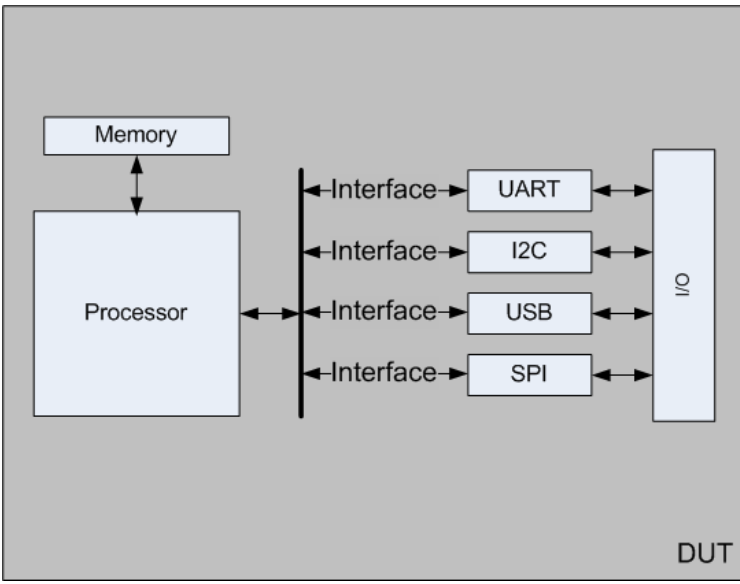 Memory
Processor
Interface
UART
Interface
I2C
Interface
USB
Interface
SPI
I/O
DUT